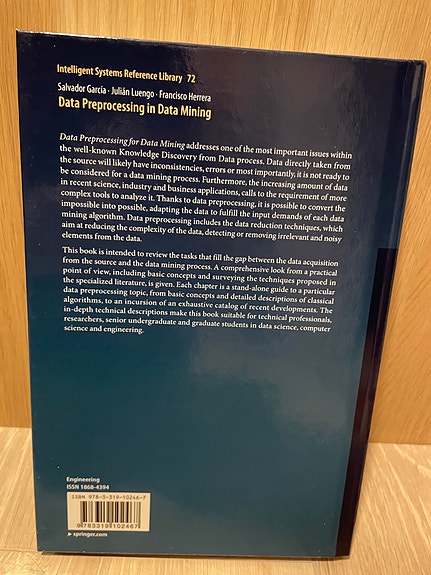 Intelligent Systems Reference Library 72
Salvador García · Julián Luengo · Francisco Herrera
Data Preprocessing in Data Mining
Data Preprocessing for Data Mining addresses one of the most important issues within
the well-known Knowledge Discovery from Data process. Data directly taken from
the source will likely have inconsistencies, errors or most importantly, it is not ready to
be considered for a data mining process. Furthermore, the increasing amount of data
in recent science, industry and business applications, calls to the requirement of more
complex tools to analyze it. Thanks to data preprocessing, it is possible to convert the
impossible into possible, adapting the data to fulfill the input demands of each data
mining algorithm. Data preprocessing includes the data reduction techniques, which
aim at reducing the complexity of the data, detecting or removing irrelevant and noisy
elements from the data.
This book is intended to review the tasks that fill the gap between the data acquisition
from the source and the data mining process. A comprehensive look from a practical
point of view, including basic concepts and surveying the techniques proposed in
the specialized literature, is given. Each chapter is a stand-alone guide to a particular
data preprocessing topic, from basic concepts and detailed descriptions of classical
algorithms, to an incursion of an exhaustive catalog of recent developments. The
in-depth technical descriptions make this book suitable for technical professionals,
researchers, senior undergraduate and graduate students in data science, computer
science and engineering.
Engineering
ISSN 1868-4394
ISBN 978-3-319-10246-7
9 783319 102467
springer.com